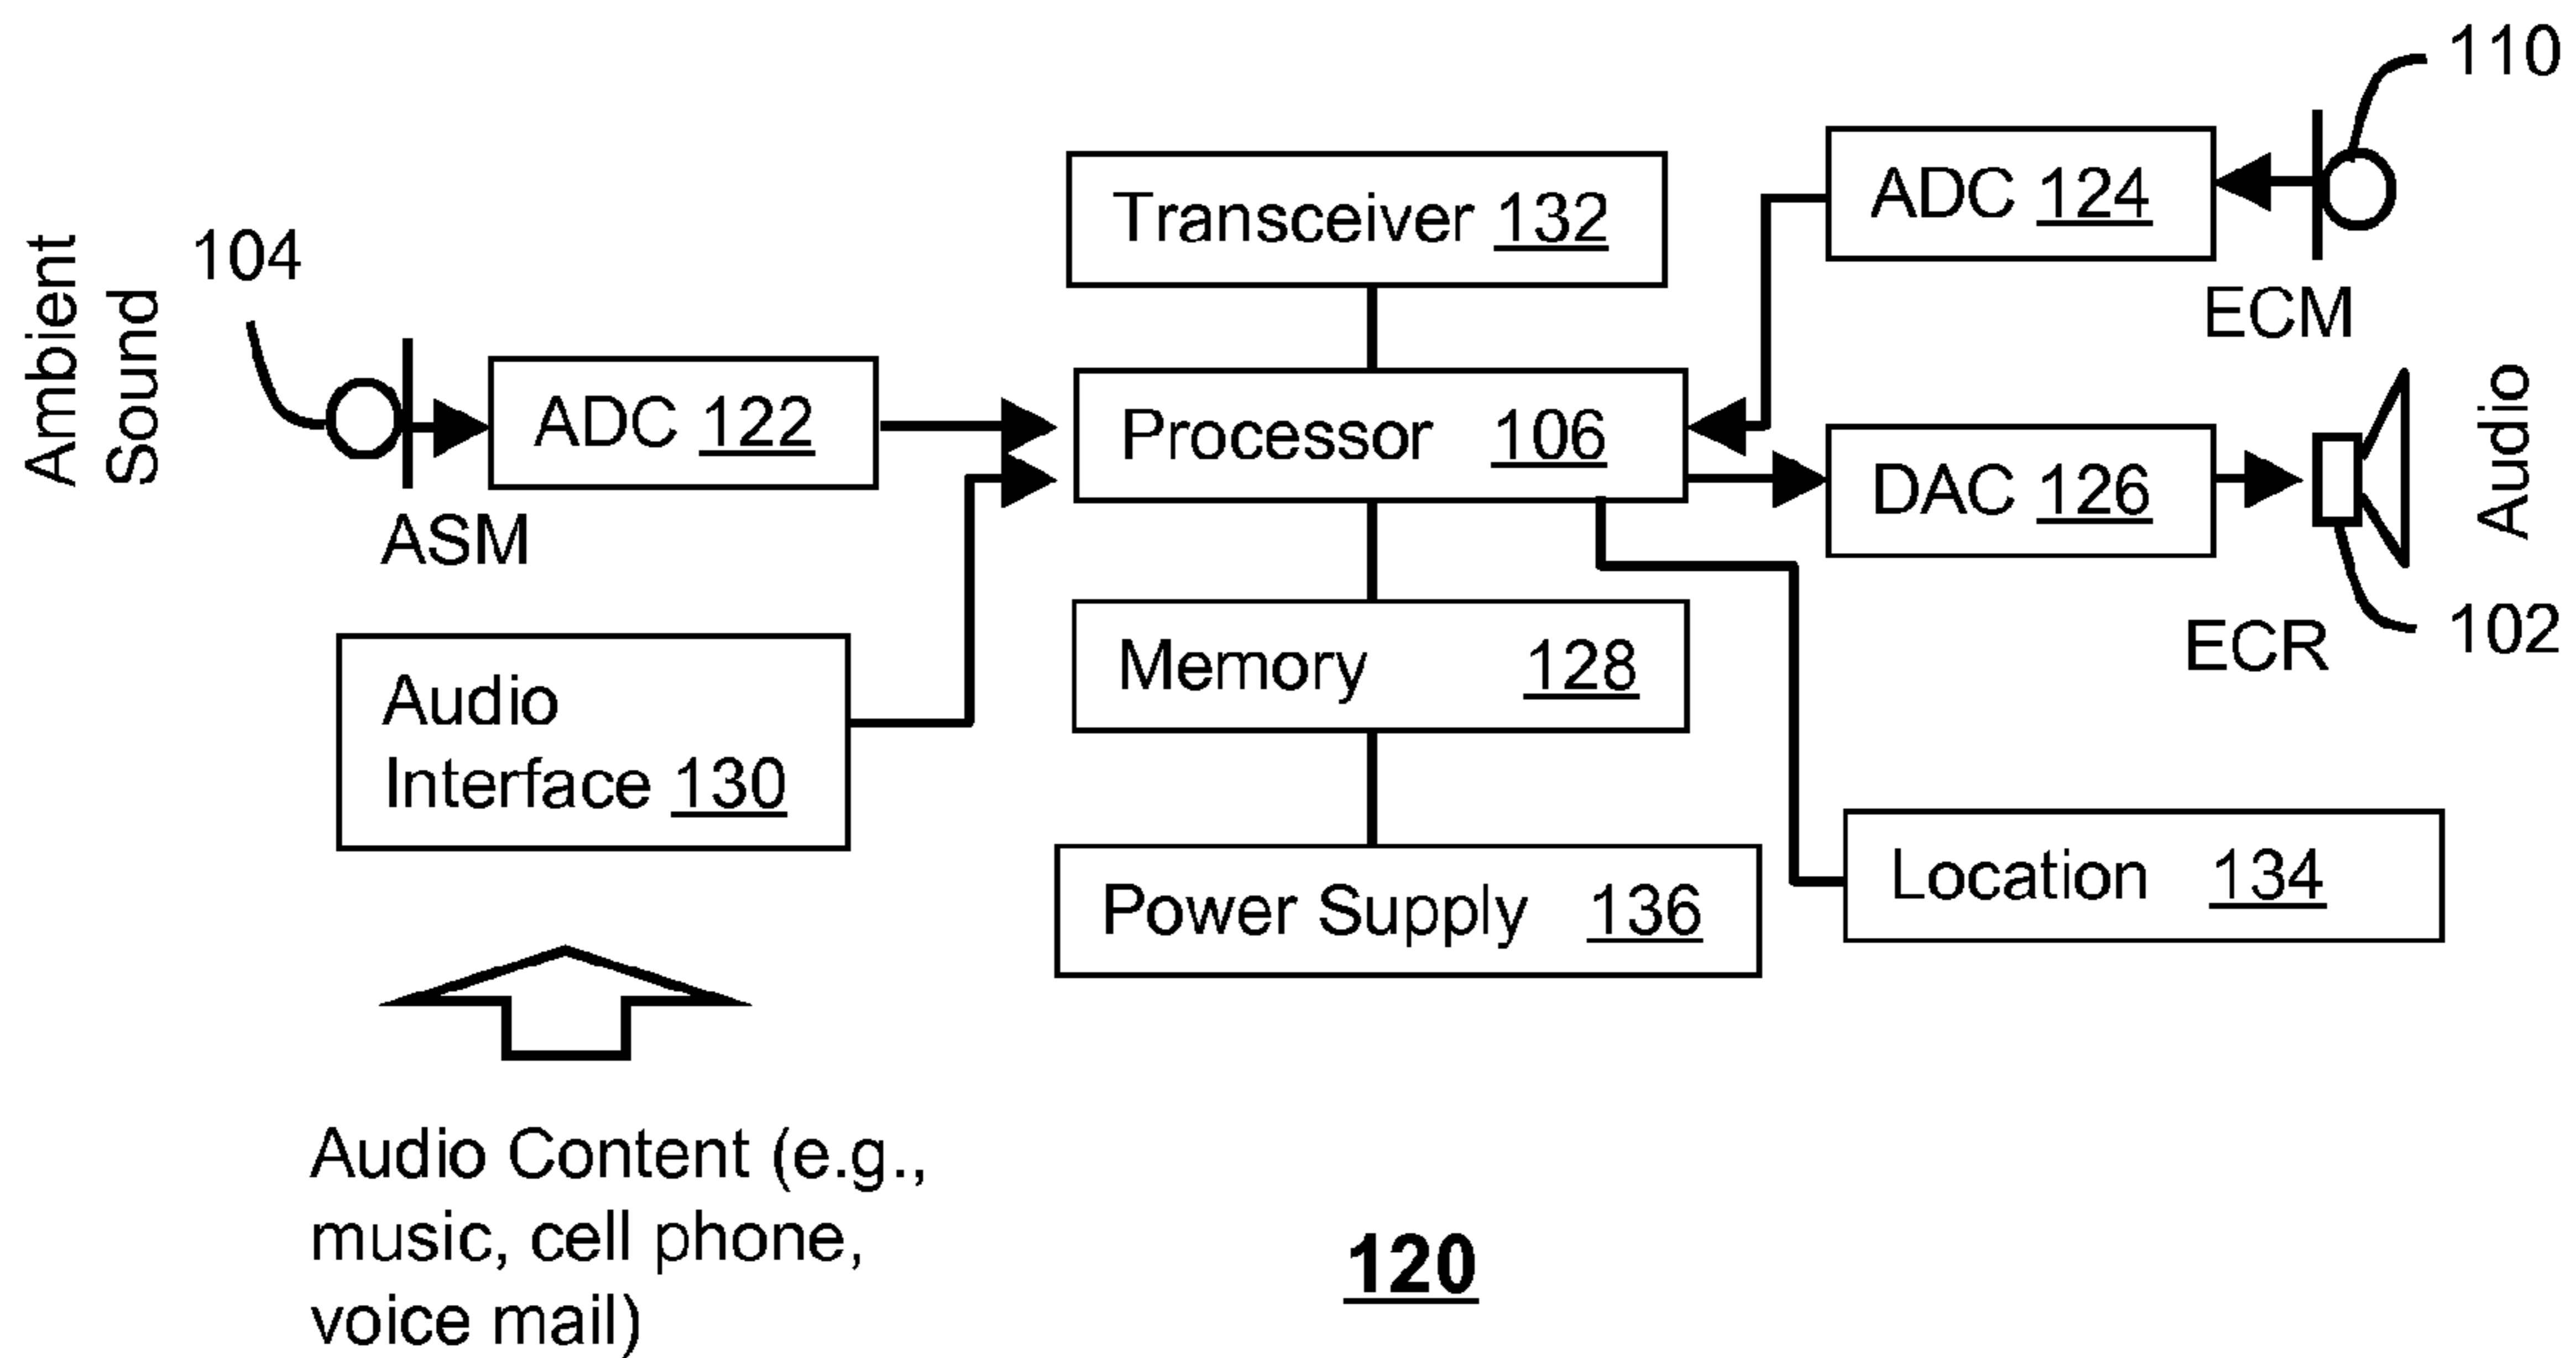 110
Transceiver 132
ADC 124
104
Ambient
Sound
ECM
ADC 122
Processor 106
Audio
DAC 126
ASM
102
ECR
Memory 128
Audio
Interface 130
Location 134
Power Supply 136
Audio Content (e.g.,
music, cell phone,
voice mail)
120